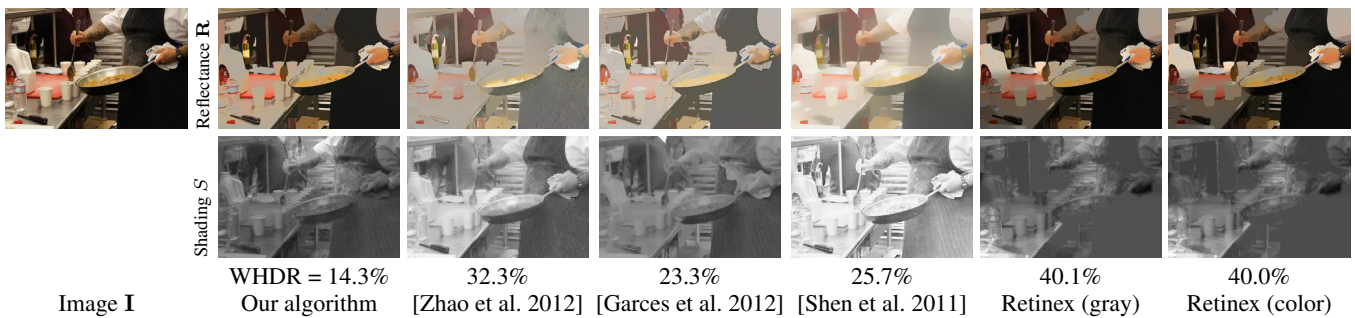 Reflectance R
Shading S
WHDR = 14.3% 32.3% 23.3% 25.7% 40.1% 40.0%
Image I Our algorithm [Zhao et al. 2012] [Garces et al. 2012] [Shen et al. 2011] Retinex (gray) Retinex (color)